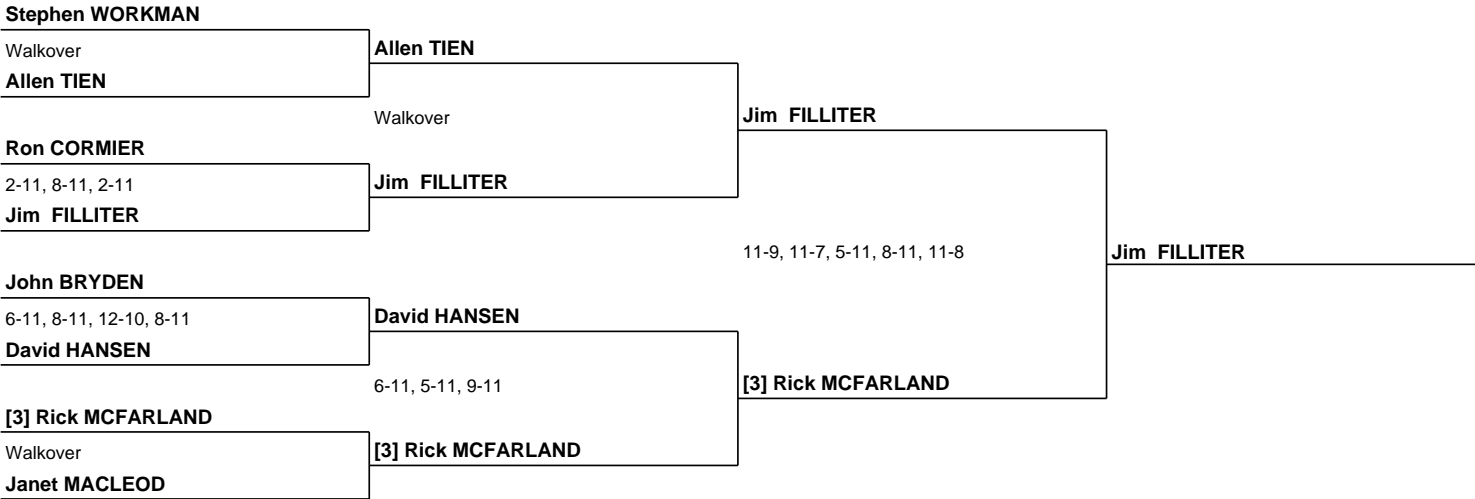 Stephen WORKMAN
Walkover
Allen TIEN
Allen TIEN
Walkover
Jim FILLITER
Ron CORMIER
2-11, 8-11, 2-11
Jim FILLITER
Jim FILLITER
11-9, 11-7, 5-11, 8-11, 11-8
Jim FILLITER
John BRYDEN
6-11, 8-11, 12-10, 8-11
David HANSEN
David HANSEN
6-11, 5-11, 9-11
[3] Rick MCFARLAND
[3] Rick MCFARLAND
Walkover
[3] Rick MCFARLAND
Janet MACLEOD